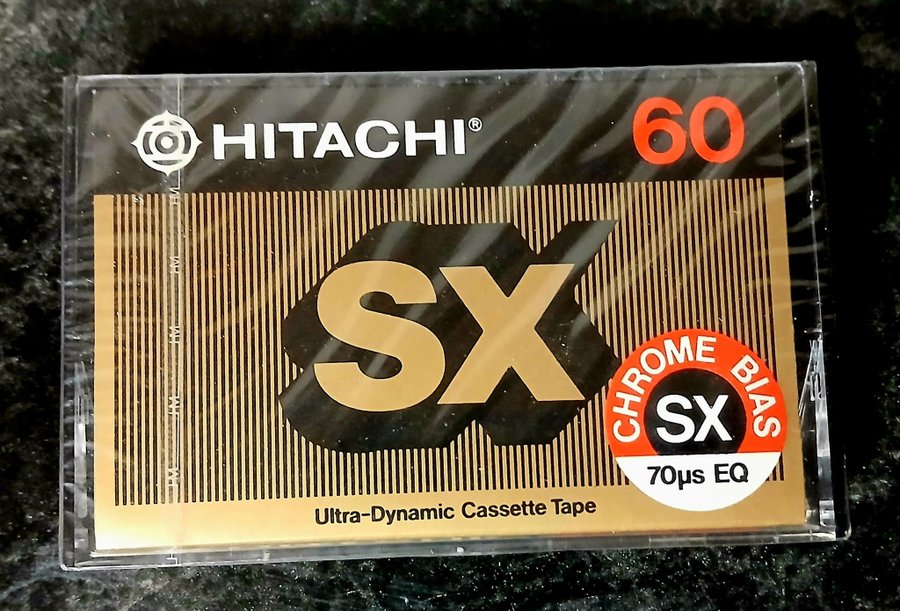 HITACHI®
60
SX
CHROME BIAS
SX
70µs EQ
Ultra-Dynamic Cassette Tape